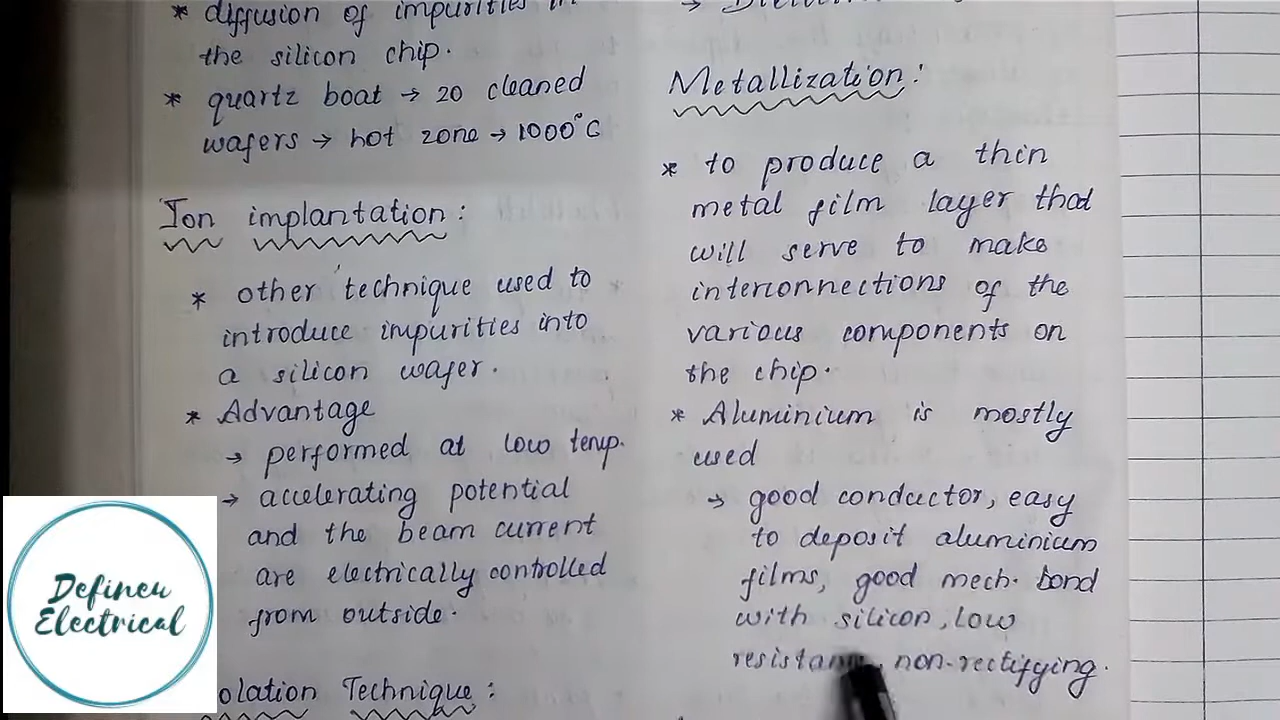 * diffusion of impurities in
the silicon chip.
* quartz boat → 20 cleaned
wafers → hot zone → 1000°C
Ion implantation:
* other technique used to
introduce impurities into
a silicon wafer.
* Advantage
→ performed at low temp.
→ accelerating potential
and the beam current
are electrically controlled
from outside.
olation Technique:
Metallization:
* to produce a thin
metal film layer that
will serve to make
interconnections of the
various components on
the chip.
* Aluminium is mostly
used
→ good conductor, easy
to deposit aluminium
films, good mech. bond
with silicon, low
resistance, non-rectifying.
Defineu
Electrical